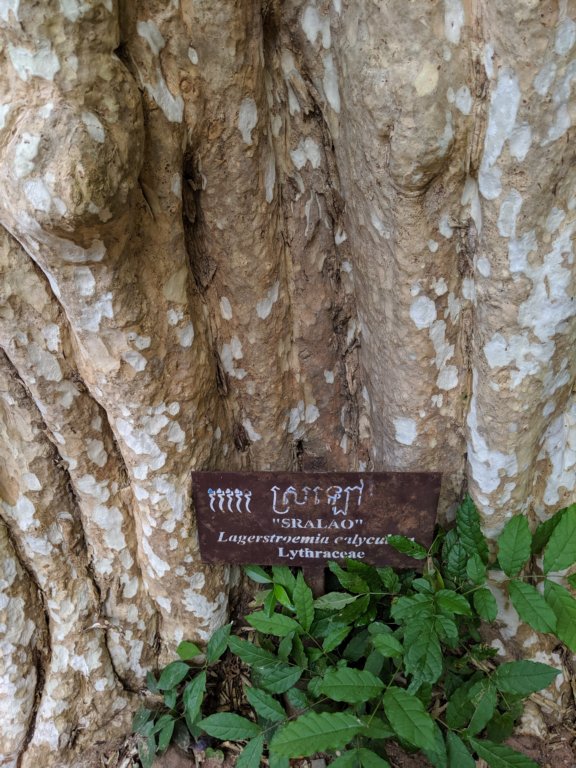 ស្រឡៅ
"SRALAO"
Lagerstroemia
Lythraceae